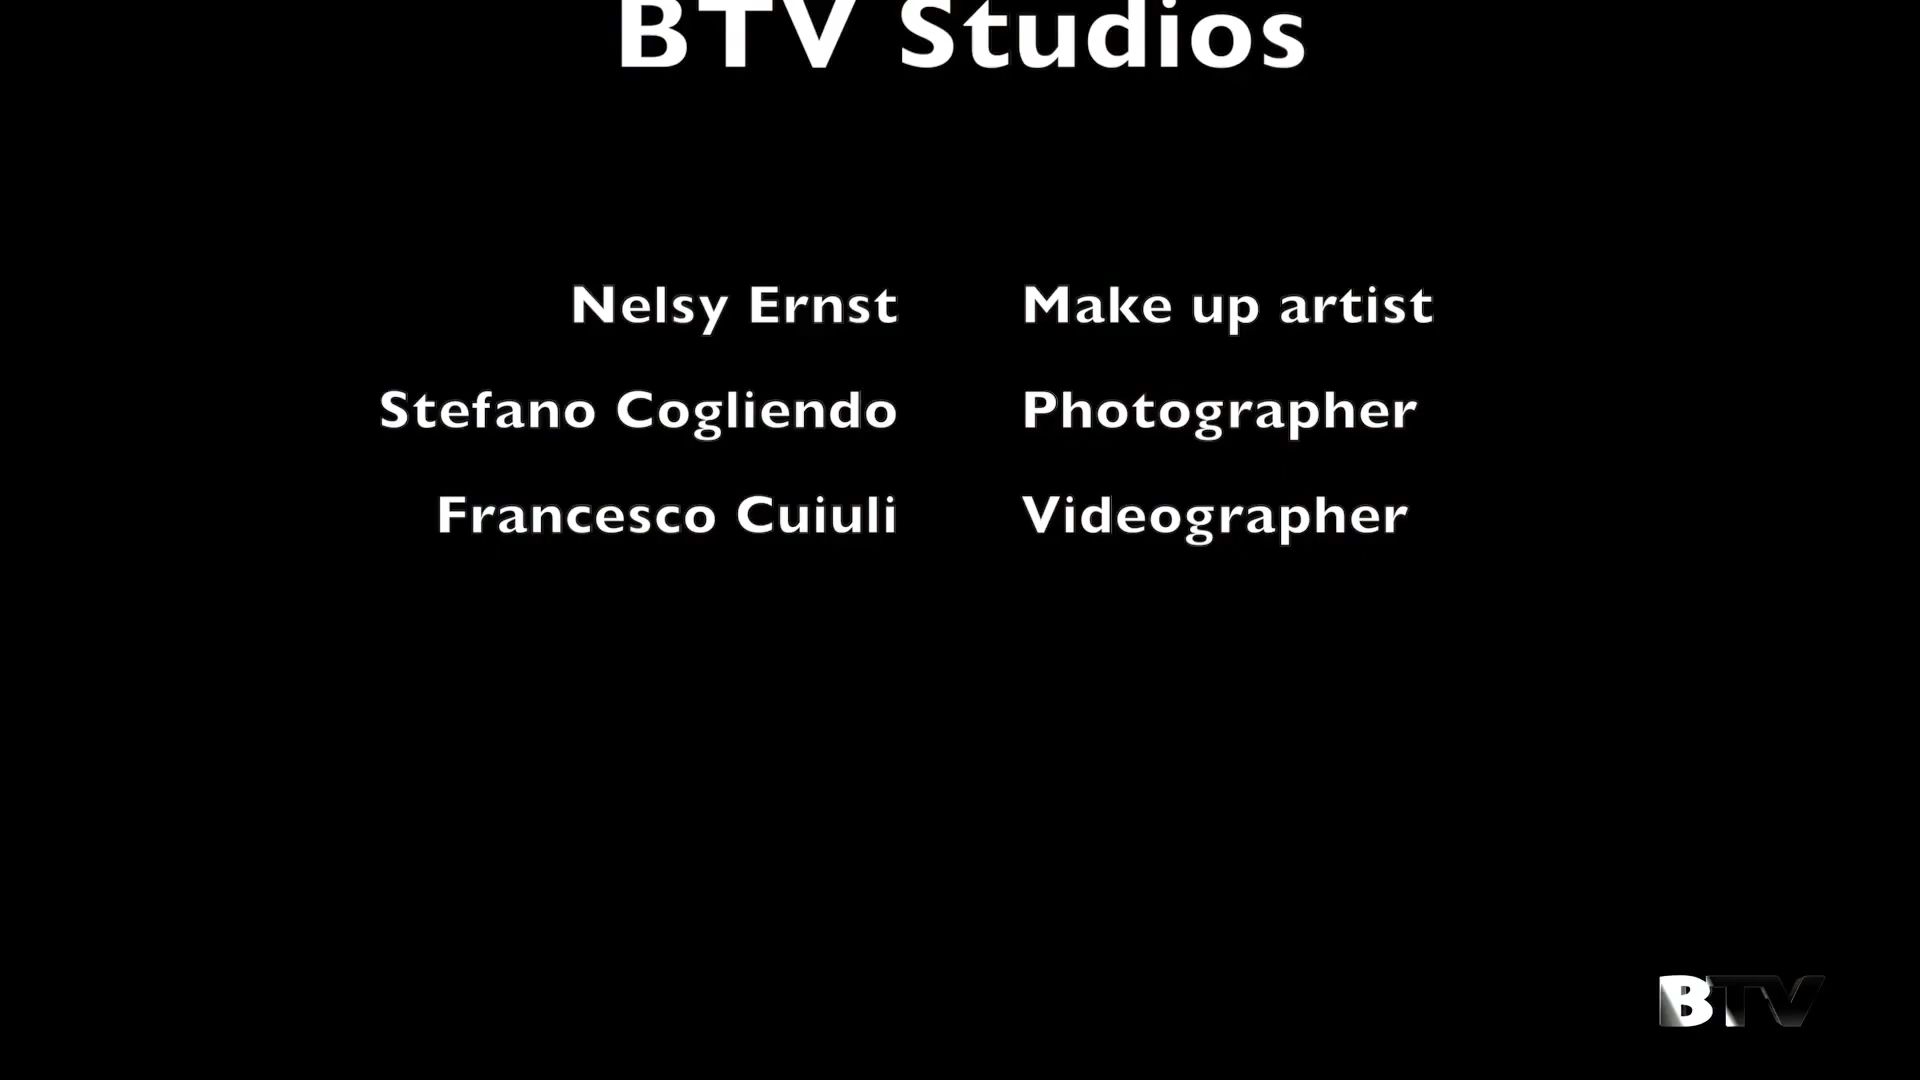 BTV Studios
Nelsy Ernst Make up artist
Stefano Cogliendo Photographer
Francesco Cuiuli Videographer
BTV